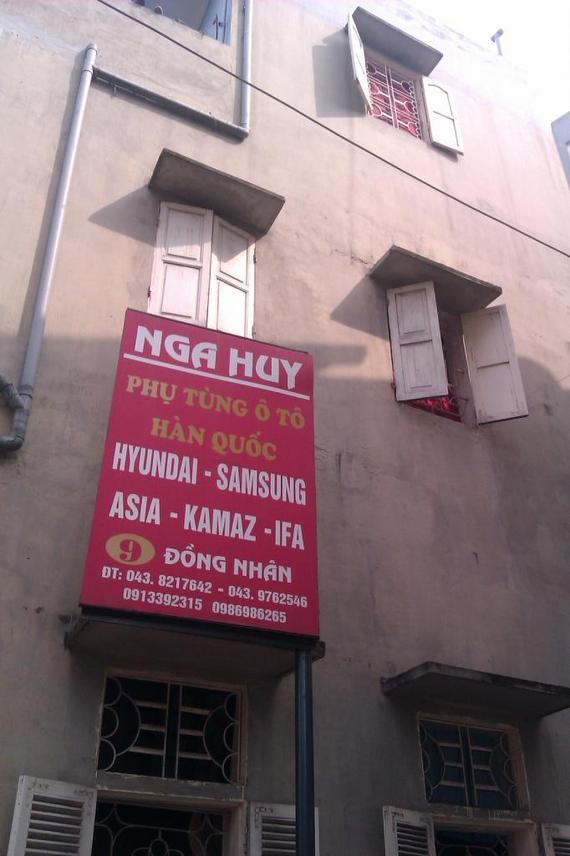 NGA HUY
PHỤ TÙNG Ô TÔ
HÀN QUỐC
HYUNDAI - SAMSUNG
ASIA - KAMAZ - IFA
9 ĐỒNG NHÂN
ĐT: 043. 8217642 - 043. 9762546
0913392315 0986986265